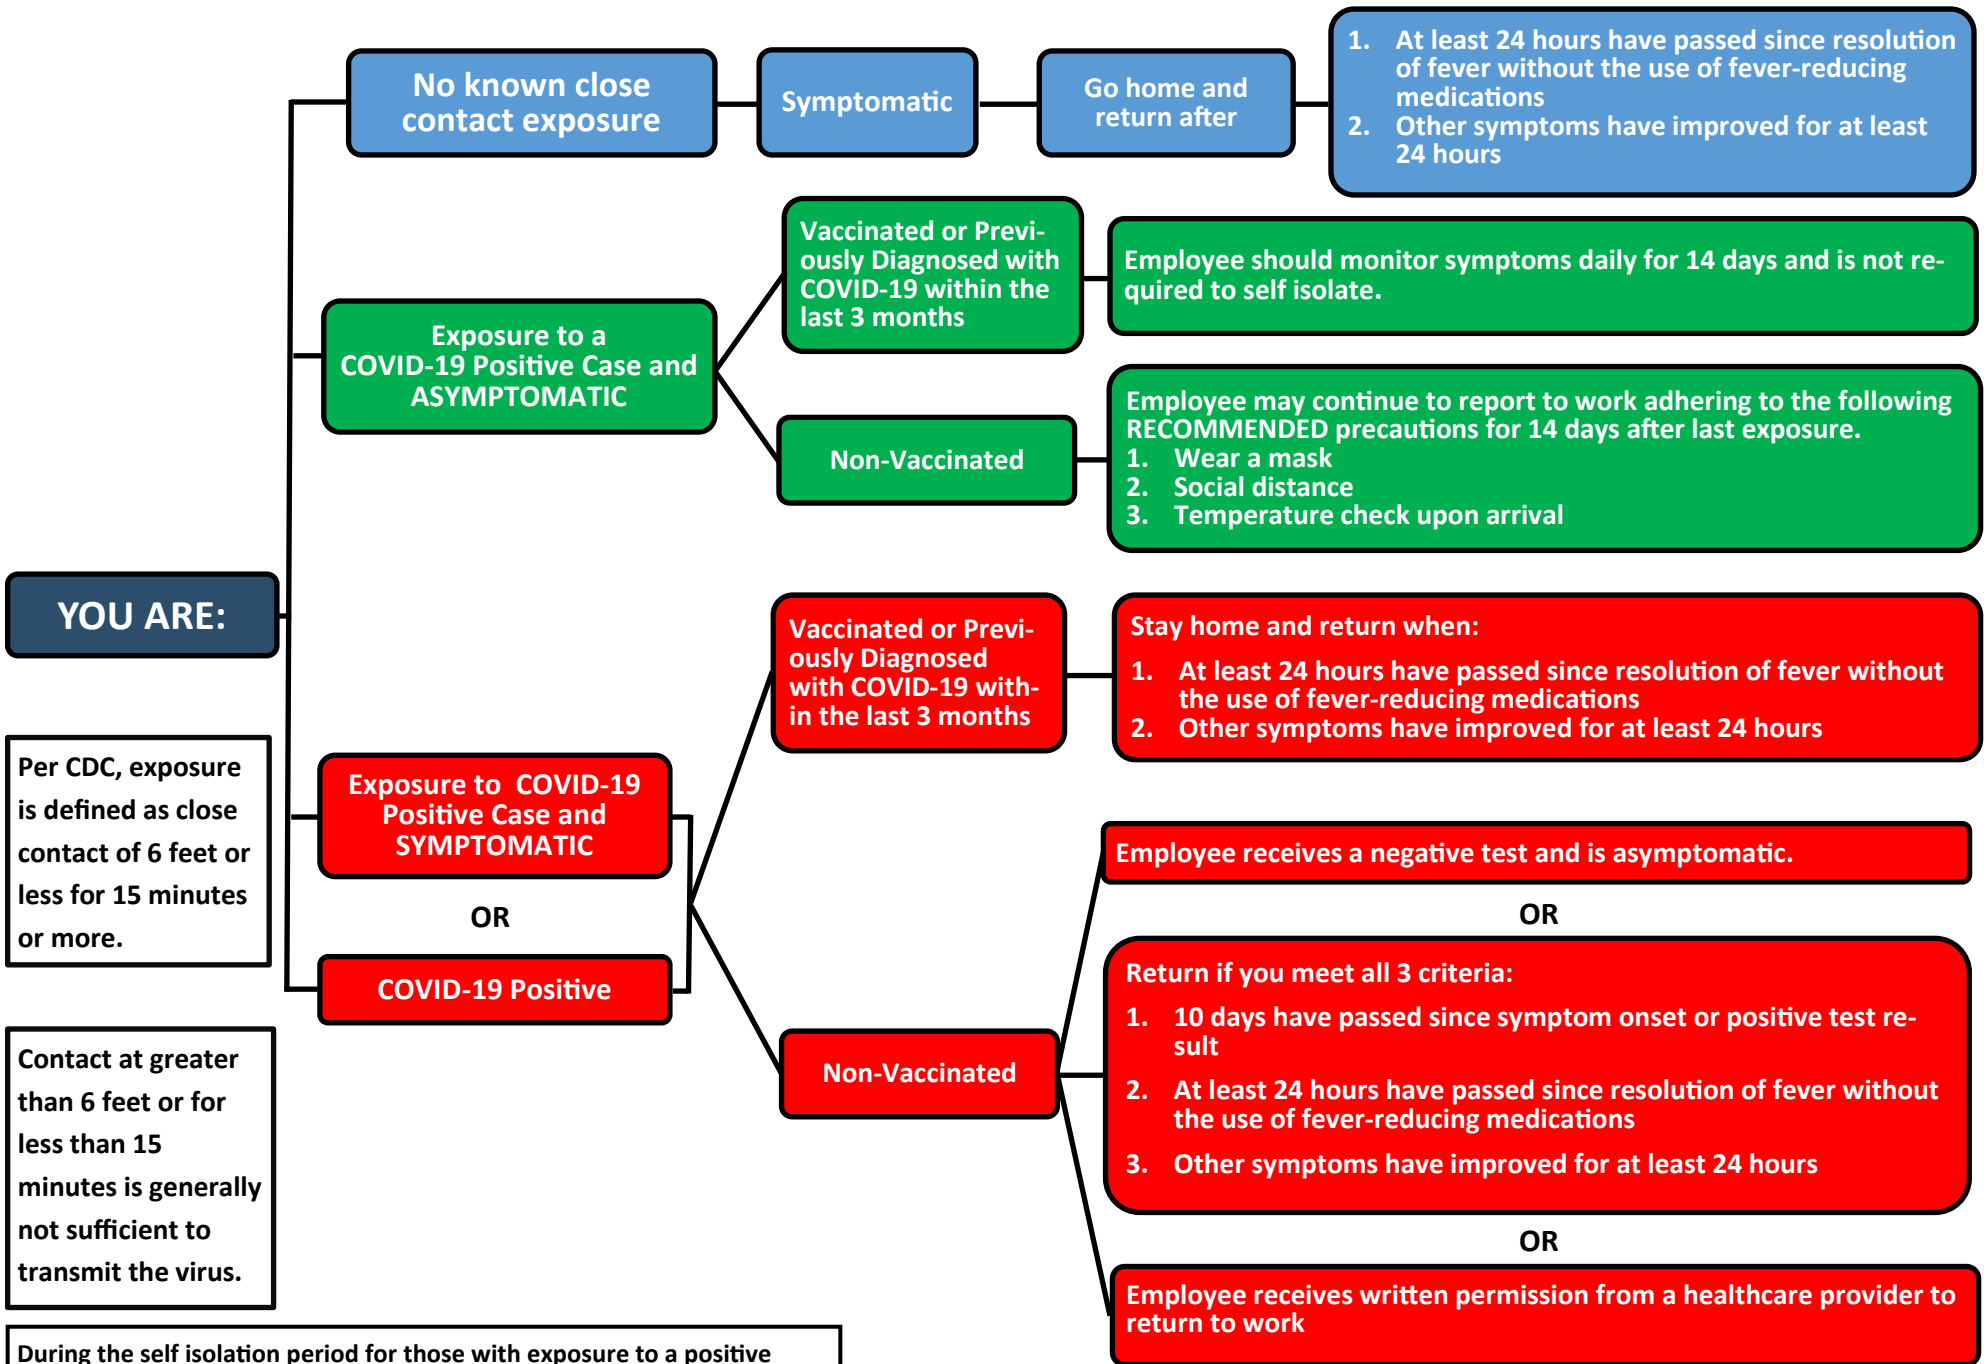 No known close
contact exposure
Symptomatic
Go home and
return after
1. At least 24 hours have passed since resolution
of fever without the use of fever-reducing
medications
2. Other symptoms have improved for at least
24 hours
Exposure to a
COVID-19 Positive Case and
ASYMPTOMATIC
Vaccinated or Previ-
ously Diagnosed with
COVID-19 within the
last 3 months
Employee should monitor symptoms daily for 14 days and is not re-
quired to self isolate.
Non-Vaccinated
Employee may continue to report to work adhering to the following
RECOMMENDED precautions for 14 days after last exposure.
1. Wear a mask
2. Social distance
3. Temperature check upon arrival
YOU ARE:
Per CDC, exposure
is defined as close
contact of 6 feet or
less for 15 minutes
or more.
Contact at greater
than 6 feet or for
less than 15
minutes is generally
not sufficient to
transmit the virus.
Exposure to COVID-19
Positive Case and
SYMPTOMATIC
OR
COVID-19 Positive
Vaccinated or Previ-
ously Diagnosed
with COVID-19 with-
in the last 3 months
Stay home and return when:
1. At least 24 hours have passed since resolution of fever without
the use of fever-reducing medications
2. Other symptoms have improved for at least 24 hours
Non-Vaccinated
Employee receives a negative test and is asymptomatic.
OR
Return if you meet all 3 criteria:
1. 10 days have passed since symptom onset or positive test re-
sult
2. At least 24 hours have passed since resolution of fever without
the use of fever-reducing medications
3. Other symptoms have improved for at least 24 hours
OR
Employee receives written permission from a healthcare provider to
return to work
During the self isolation period for those with exposure to a positive